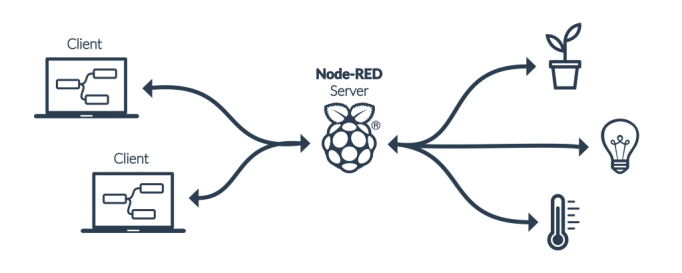 Client
Node-RED
Server
®
Client